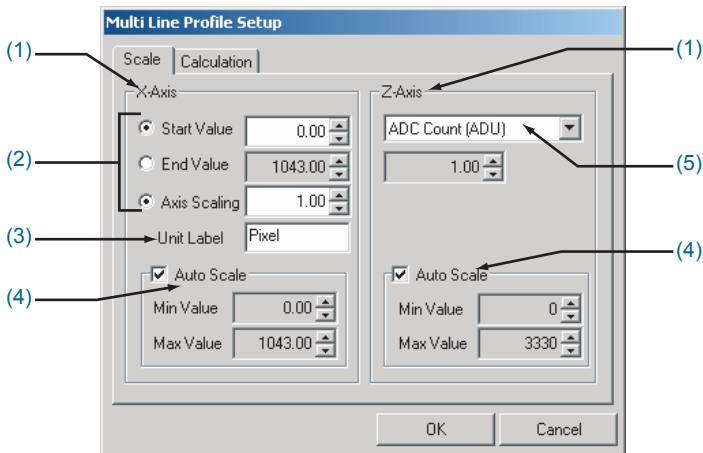 Multi Line Profile Setup
(1) Scale Calculation (1)
X-Axis Z-Axis
Start Value 0.00 ADC Count (ADU)
(2) End Value 1043.00 1.00 (5)
Axis Scaling 1.00
(3) Unit Label Pixel (4)
Auto Scale Auto Scale
(4) Min Value 0.00 Min Value 0
Max Value 1043.00 Max Value 3330
OK Cancel